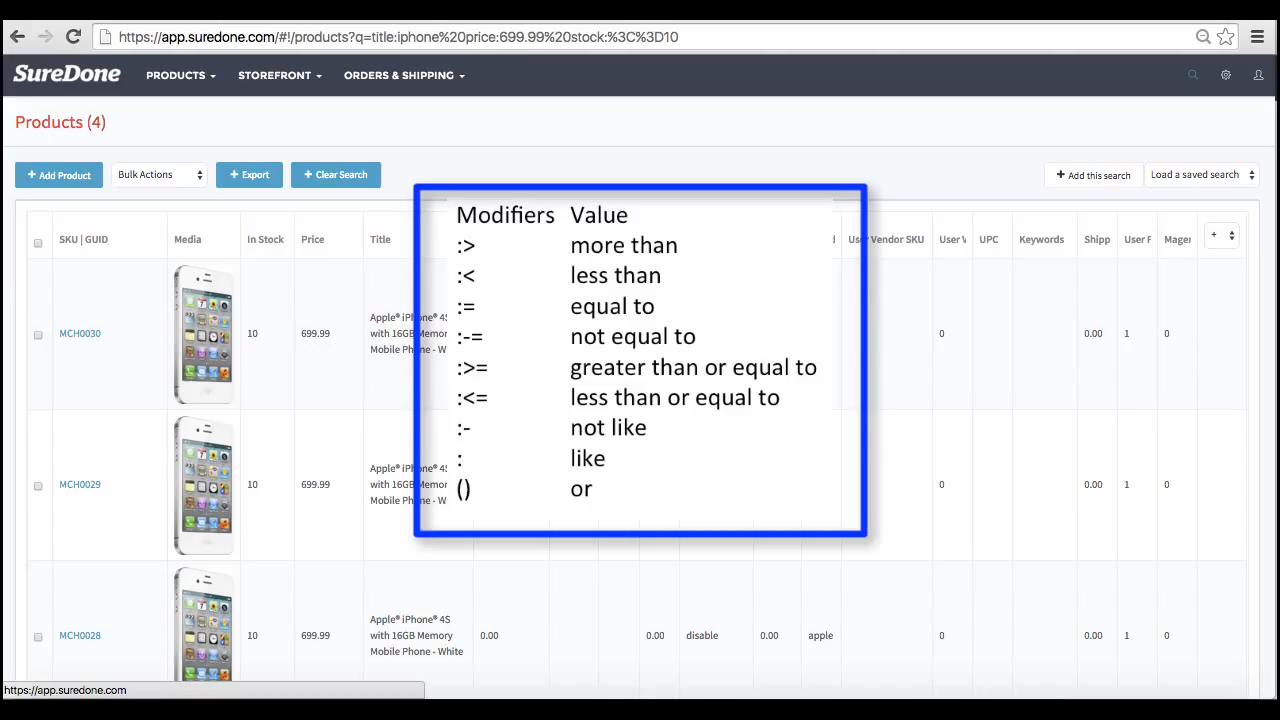 https://app.suredone.com/#!/products?q=title:iphone%20price:699.99%20stock:%3C%3D10
SureDone PRODUCTS STOREFRONT ORDERS & SHIPPING
Products (4)
+ Add Product Bulk Actions + Export + Clear Search + Add this search Load a saved search
SKU | GUID Media In Stock Price Title User Vendor SKU User V UPC Keywords Shipp User F Magen +
Modifiers Value
:> more than
:< less than
:= equal to
:-= not equal to
:>= greater than or equal to
:<= less than or equal to
:- not like
: like
() or
MCH0030 10 699.99 0 0.00 1 0
Apple® iPhone® 4S
with 16GB Memory
Mobile Phone - W
MCH0029 10 699.99 0 0.00 1 0
Apple® iPhone® 4S
with 16GB Memory
Mobile Phone - W
MCH0028 10 699.99 0.00 0.00 disable 0.00 apple 0 0.00 1 0
Apple® iPhone® 4S
with 16GB Memory
Mobile Phone - White
https://app.suredone.com